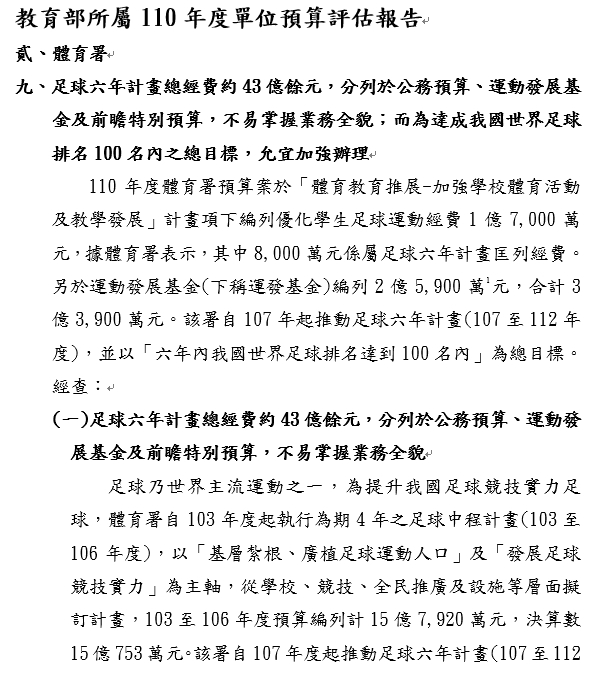 教育部所屬 110 年度單位預算評估報告
貳、體育署
九、足球六年計畫總經費約 43 億餘元，分列於公務預算、運動發展基
金及前瞻特別預算，不易掌握業務全貌；而為達成我國世界足球
排名 100 名內之總目標，允宜加強辦理
110 年度體育署預算案於「體育教育推展-加強學校體育活動
及教學發展」計畫項下編列優化學生足球運動經費 1 億 7,000 萬
元，據體育署表示，其中 8,000 萬元係屬足球六年計畫匡列經費。
另於運動發展基金(下稱運發基金)編列 2 億 5,900 萬1元，合計 3
億 3,900 萬元。該署自 107 年起推動足球六年計畫(107 至 112 年
度)，並以「六年內我國世界足球排名達到 100 名內」為總目標。
經查：
(一)足球六年計畫總經費約 43 億餘元，分列於公務預算、運動發
展基金及前瞻特別預算，不易掌握業務全貌
足球乃世界主流運動之一，為提升我國足球競技實力足
球，體育署自 103 年度起執行為期 4 年之足球中程計畫(103 至
106 年度)，以「基層紮根、廣植足球運動人口」及「發展足球
競技實力」為主軸，從學校、競技、全民推廣及設施等層面擬
訂計畫，103 至 106 年度預算編列計 15 億 7,920 萬元，決算數
15 億 753 萬元。該署自 107 年度起推動足球六年計畫(107 至 112